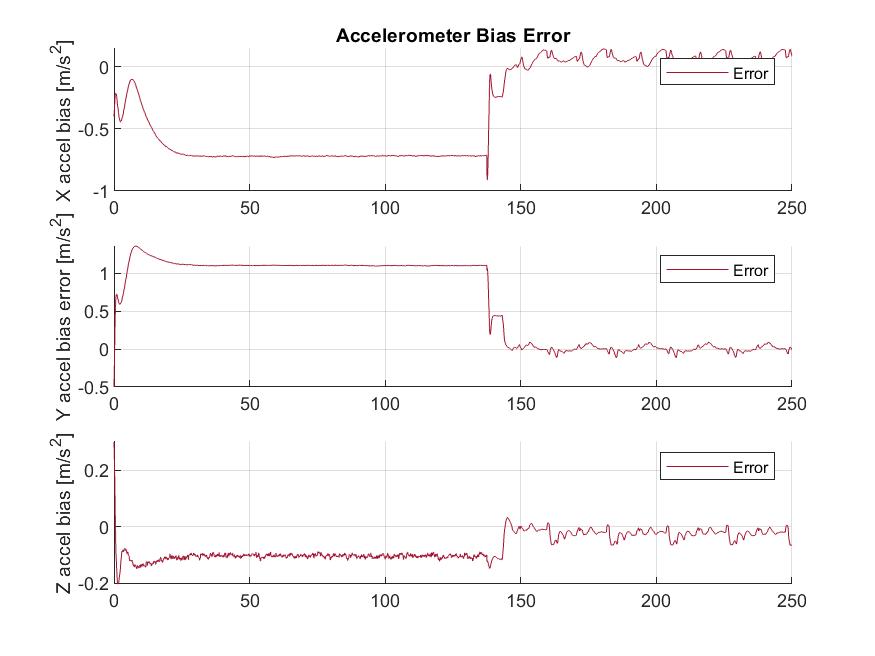 Accelerometer Bias Error
X accel bias [m/s²]
0
-0.5
-1
Error
0 50 100 150 200 250
Y accel bias error [m/s²]
1
0.5
0
-0.5
Error
0 50 100 150 200 250
Z accel bias [m/s²]
0.2
0
-0.2
Error
0 50 100 150 200 250